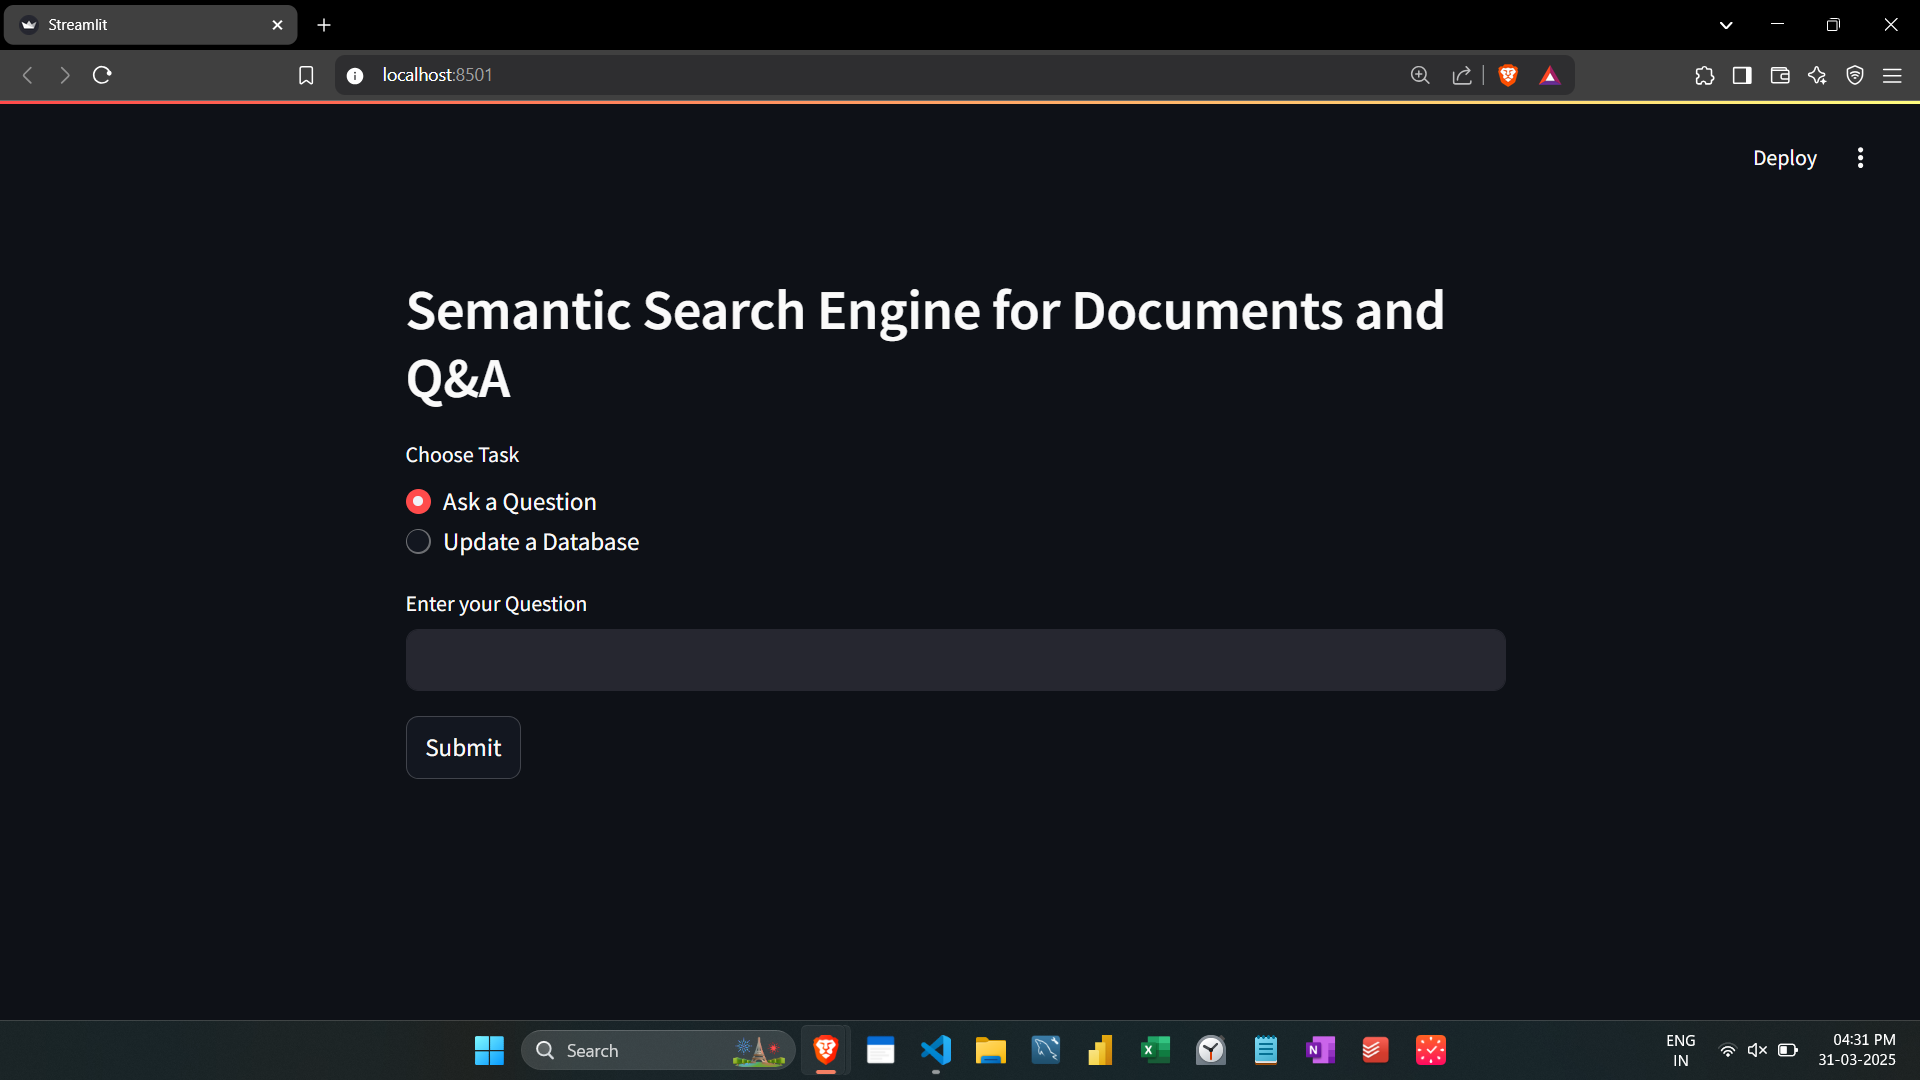 Streamlit
localhost:8501
Deploy
Semantic Search Engine for Documents and
Q&A
Choose Task
Ask a Question
Update a Database
Enter your Question
Submit
Search
ENG
IN
04:31 PM
31-03-2025